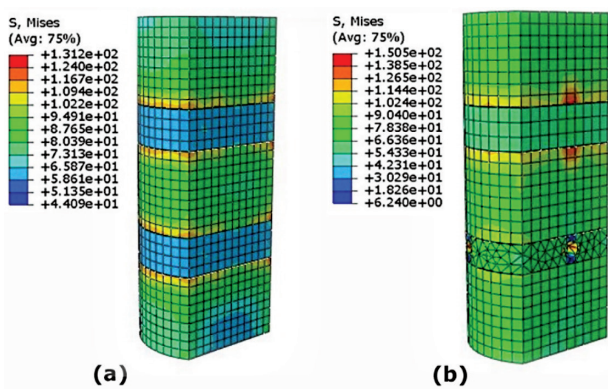 S, Mises
(Avg: 75%)
+1.312e+02
+1.240e+02
+1.167e+02
+1.094e+02
+1.022e+02
+9.491e+01
+8.765e+01
+8.039e+01
+7.313e+01
+6.587e+01
+5.861e+01
+5.135e+01
+4.409e+01
(a)
S, Mises
(Avg: 75%)
+1.505e+02
+1.385e+02
+1.265e+02
+1.144e+02
+1.024e+02
+9.040e+01
+7.838e+01
+6.636e+01
+5.433e+01
+4.231e+01
+3.029e+01
+1.826e+01
+6.240e+00
(b)